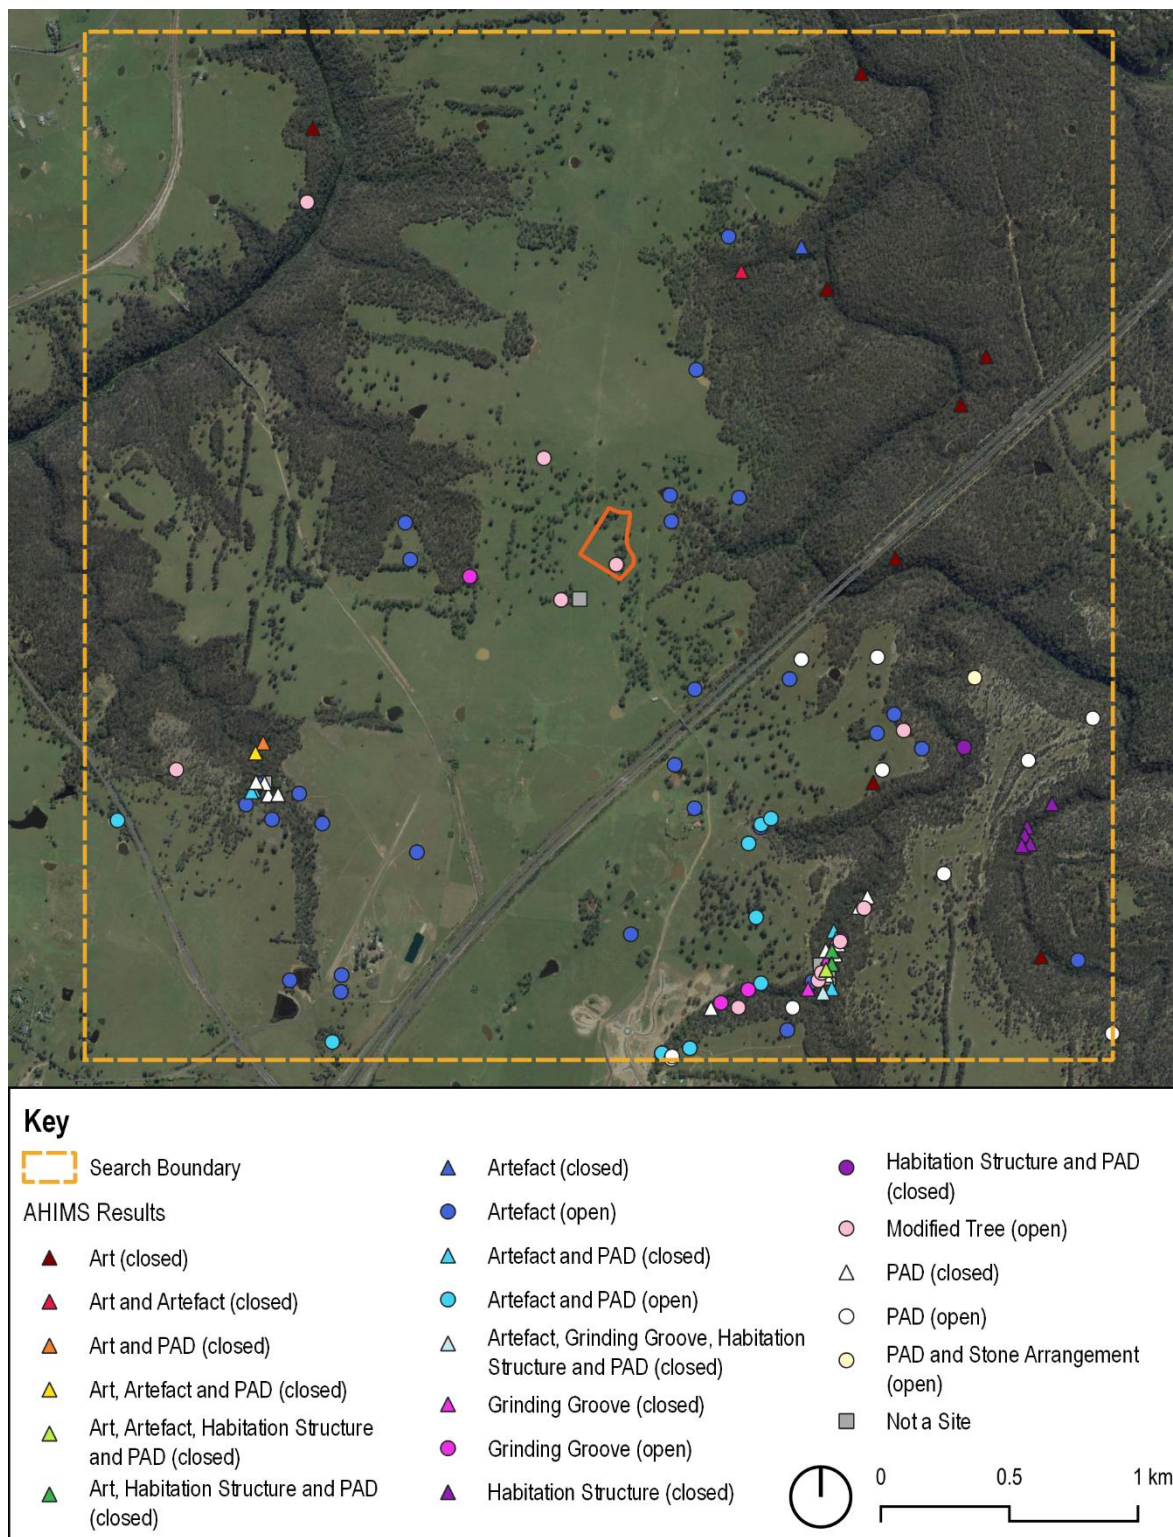 Key
Search Boundary
AHIMS Results
Art (closed)
Art and Artefact (closed)
Art and PAD (closed)
Art, Artefact and PAD (closed)
Art, Artefact, Habitation Structure
and PAD (closed)
Art, Habitation Structure and PAD
(closed)
Artefact (closed)
Artefact (open)
Artefact and PAD (closed)
Artefact and PAD (open)
Artefact, Grinding Groove, Habitation
Structure and PAD (closed)
Grinding Groove (closed)
Grinding Groove (open)
Habitation Structure (closed)
Habitation Structure and PAD
(closed)
Modified Tree (open)
PAD (closed)
PAD (open)
PAD and Stone Arrangement
(open)
Not a Site
0 0.5 1 km